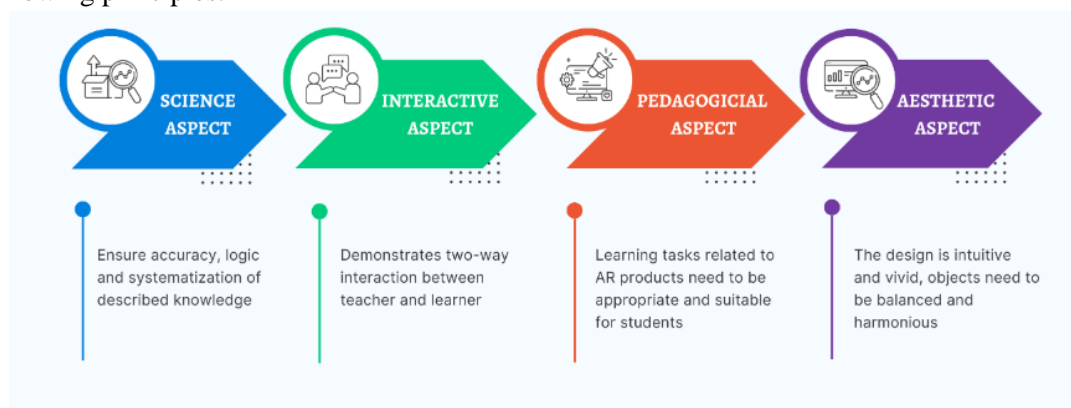 SCIENCE
ASPECT
Ensure accuracy, logic
and systematization of
described knowledge
INTERACTIVE
ASPECT
Demonstrates two-way
interaction between
teacher and learner
PEDAGOGICIAL
ASPECT
Learning tasks related to
AR products need to be
appropriate and suitable
for students
AESTHETIC
ASPECT
The design is intuitive
and vivid, objects need to
be balanced and
harmonious